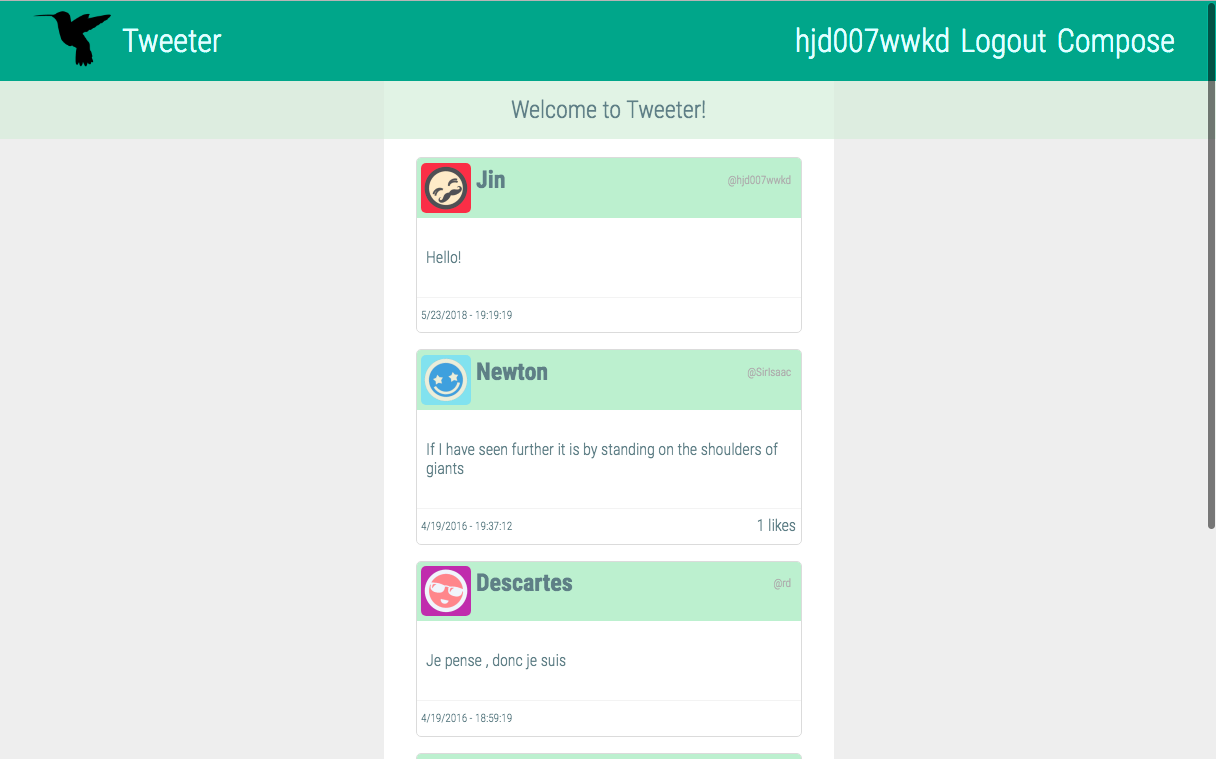 Tweeter
hjd007wwkd Logout Compose
Welcome to Tweeter!
Jin
@hjd007wwkd
Hello!
5/23/2018 - 19:19:19
Newton
@SirIsaac
If I have seen further it is by standing on the shoulders of
giants
4/19/2016 - 19:37:12
1 likes
Descartes
@rd
Je pense , donc je suis
4/19/2016 - 18:59:19